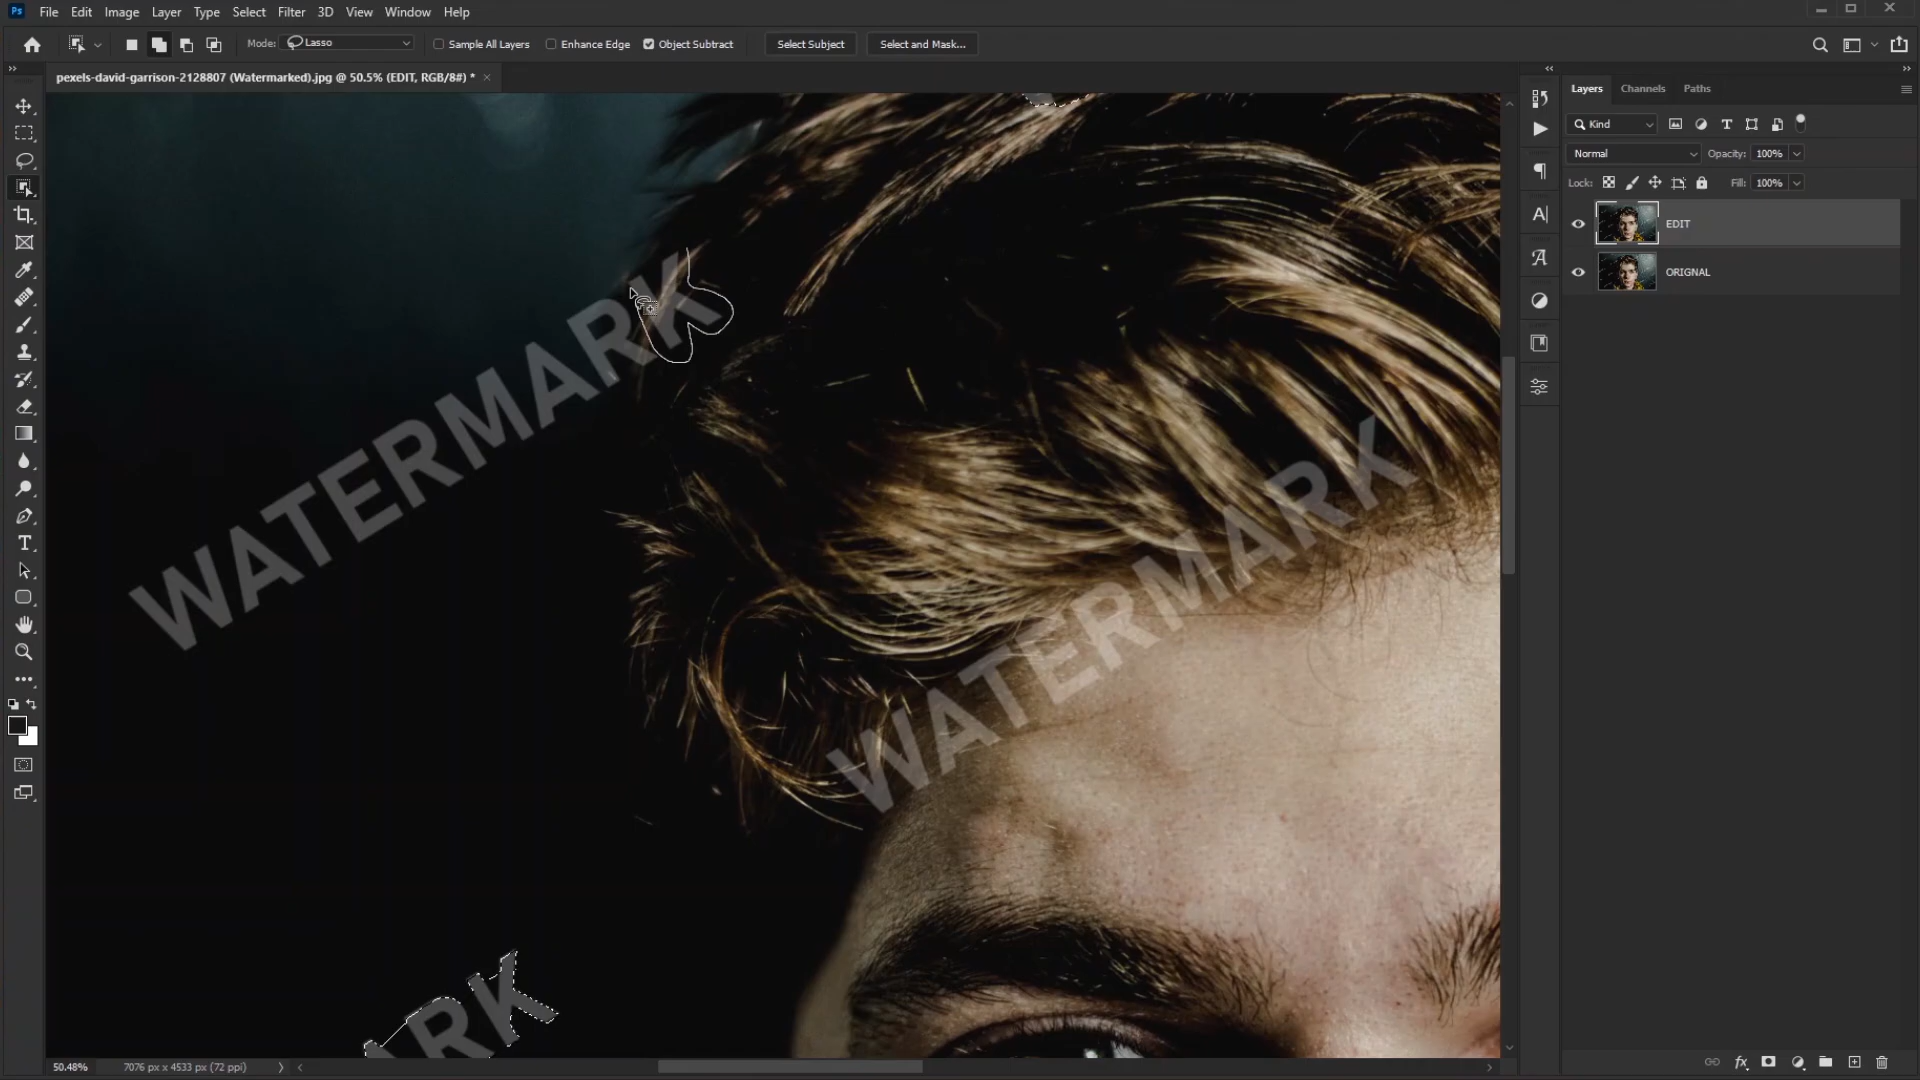 Ps File Edit Image Layer Type Select Filter 3D View Window Help
Mode: Lasso Sample All Layers Enhance Edge Object Subtract Select Subject Select and Mask...
pexels-david-garrison-2128807 (Watermarked).jpg @ 50.5% (EDIT, RGB/8#) *
Layers Channels Paths
Kind
Normal Opacity: 100%
Lock: Fill: 100%
EDIT
ORIGNAL
WATERMARK
WATERMARK
ARK
50.48% 7076 px x 4533 px (72 ppi)